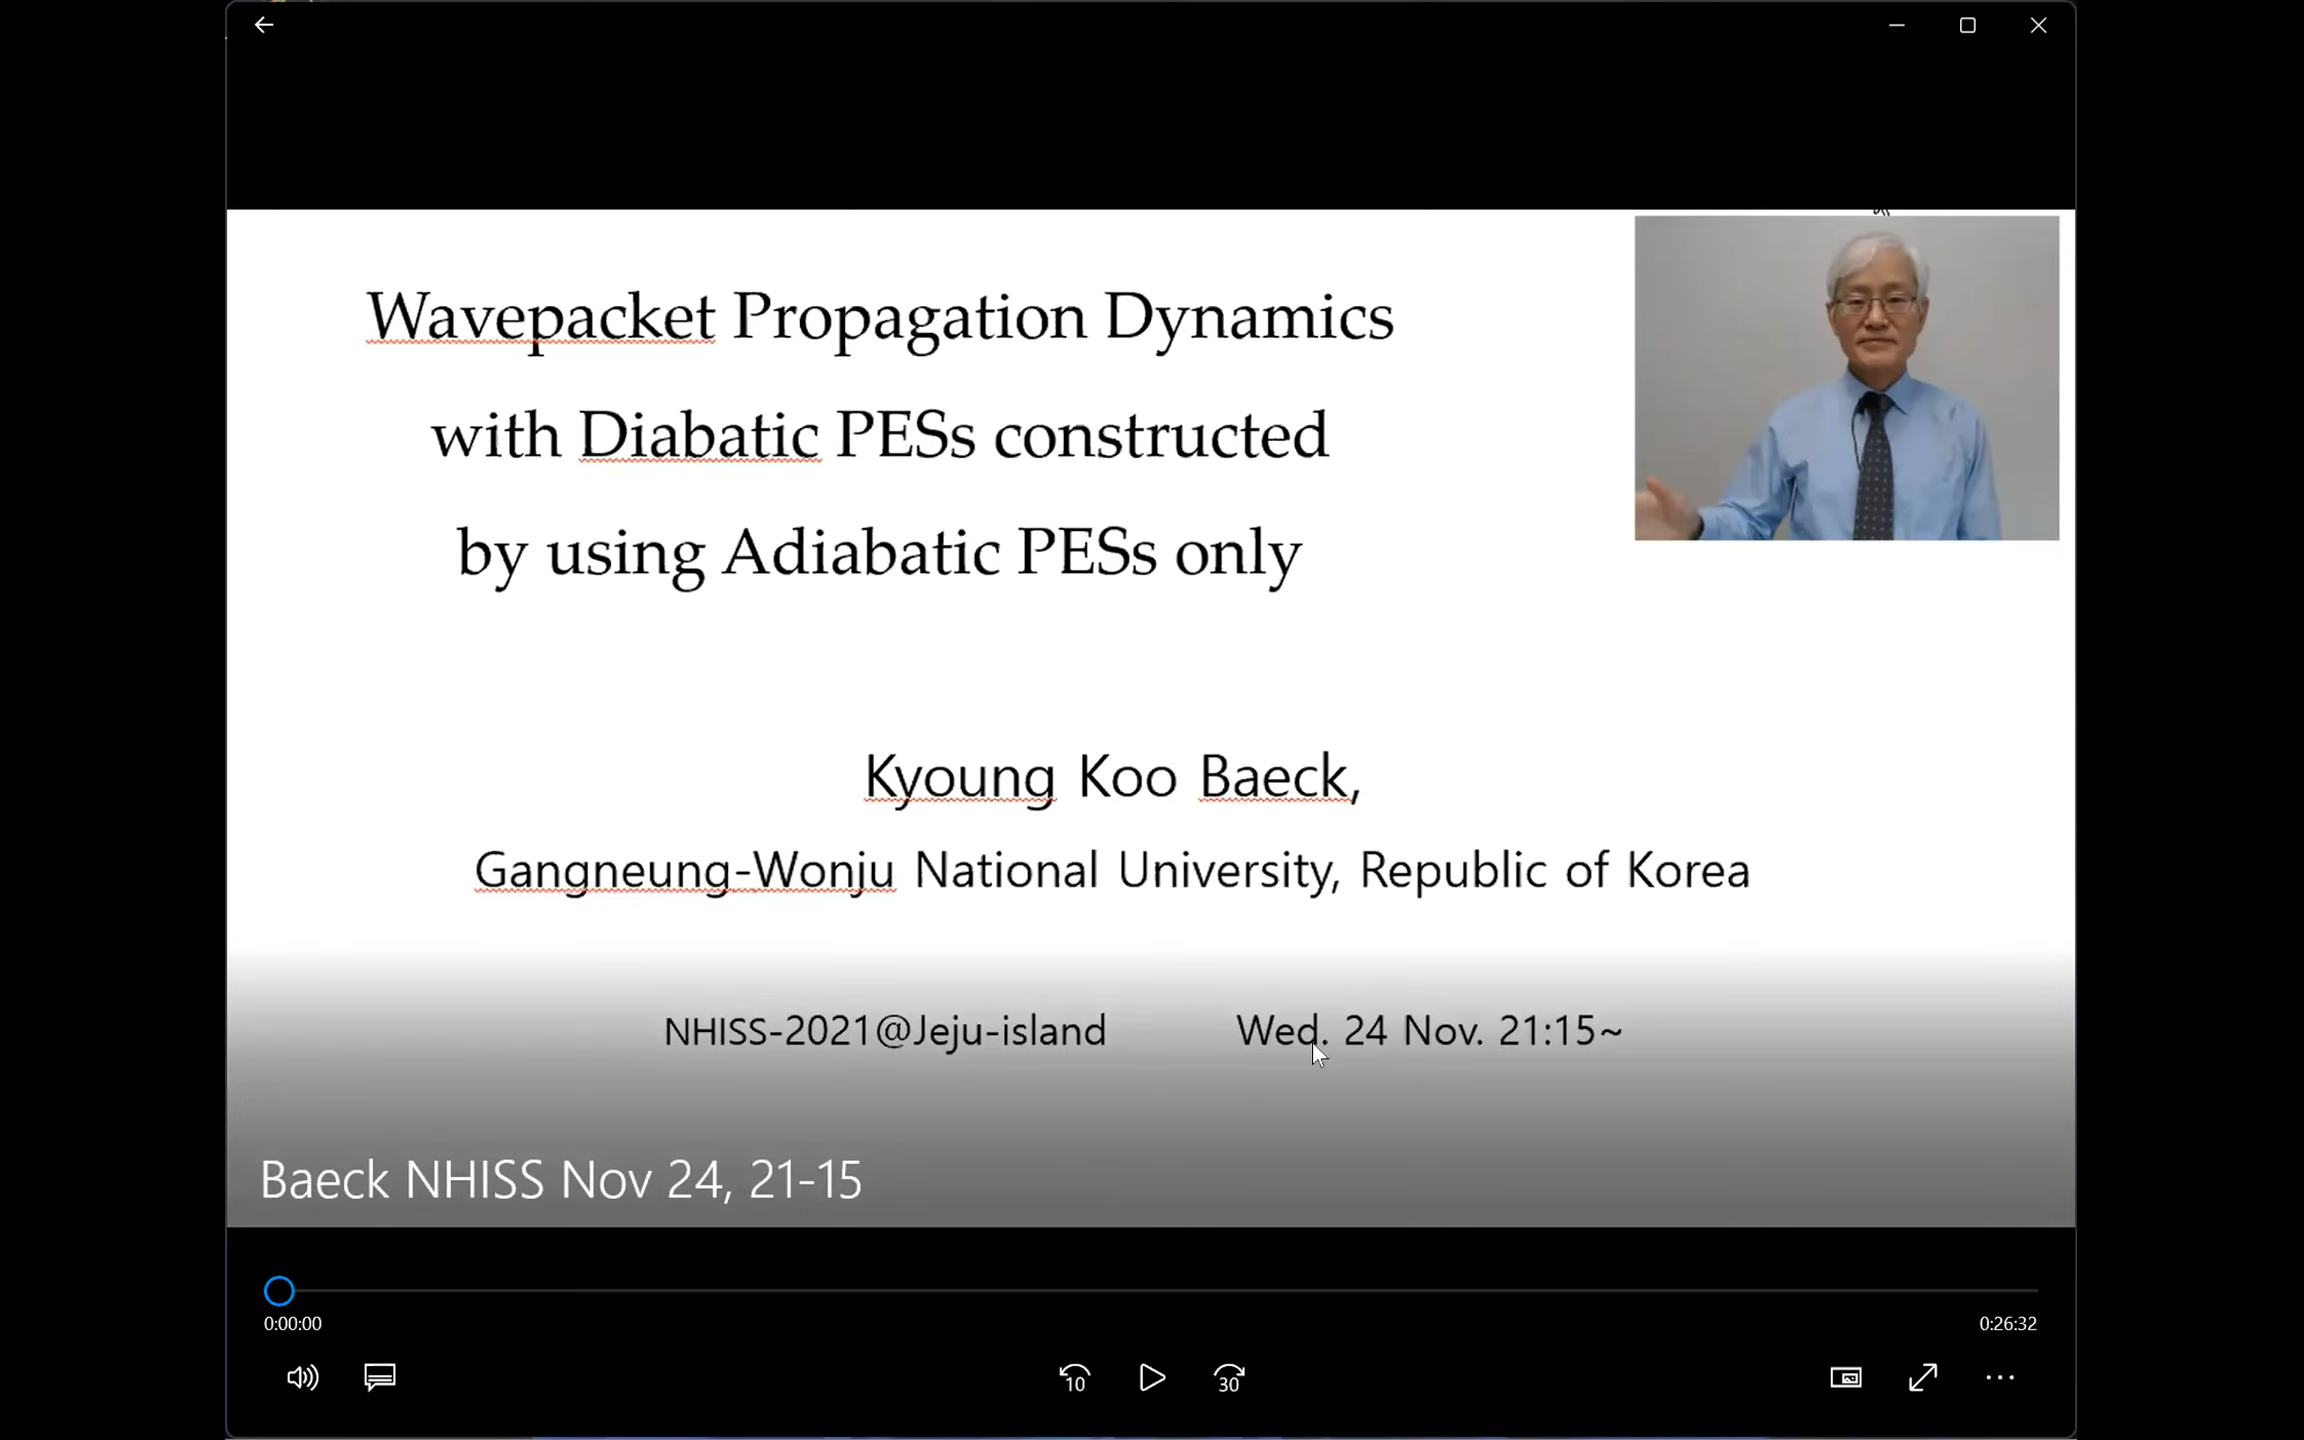 Wavepacket Propagation Dynamics
with Diabatic PESs constructed
by using Adiabatic PESs only
Kyoung Koo Baeck,
Gangneung-Wonju National University, Republic of Korea
NHISS-2021@Jeju-island Wed. 24 Nov. 21:15~
Baeck NHISS Nov 24, 21-15
0:00:00 0:26:32
10 30